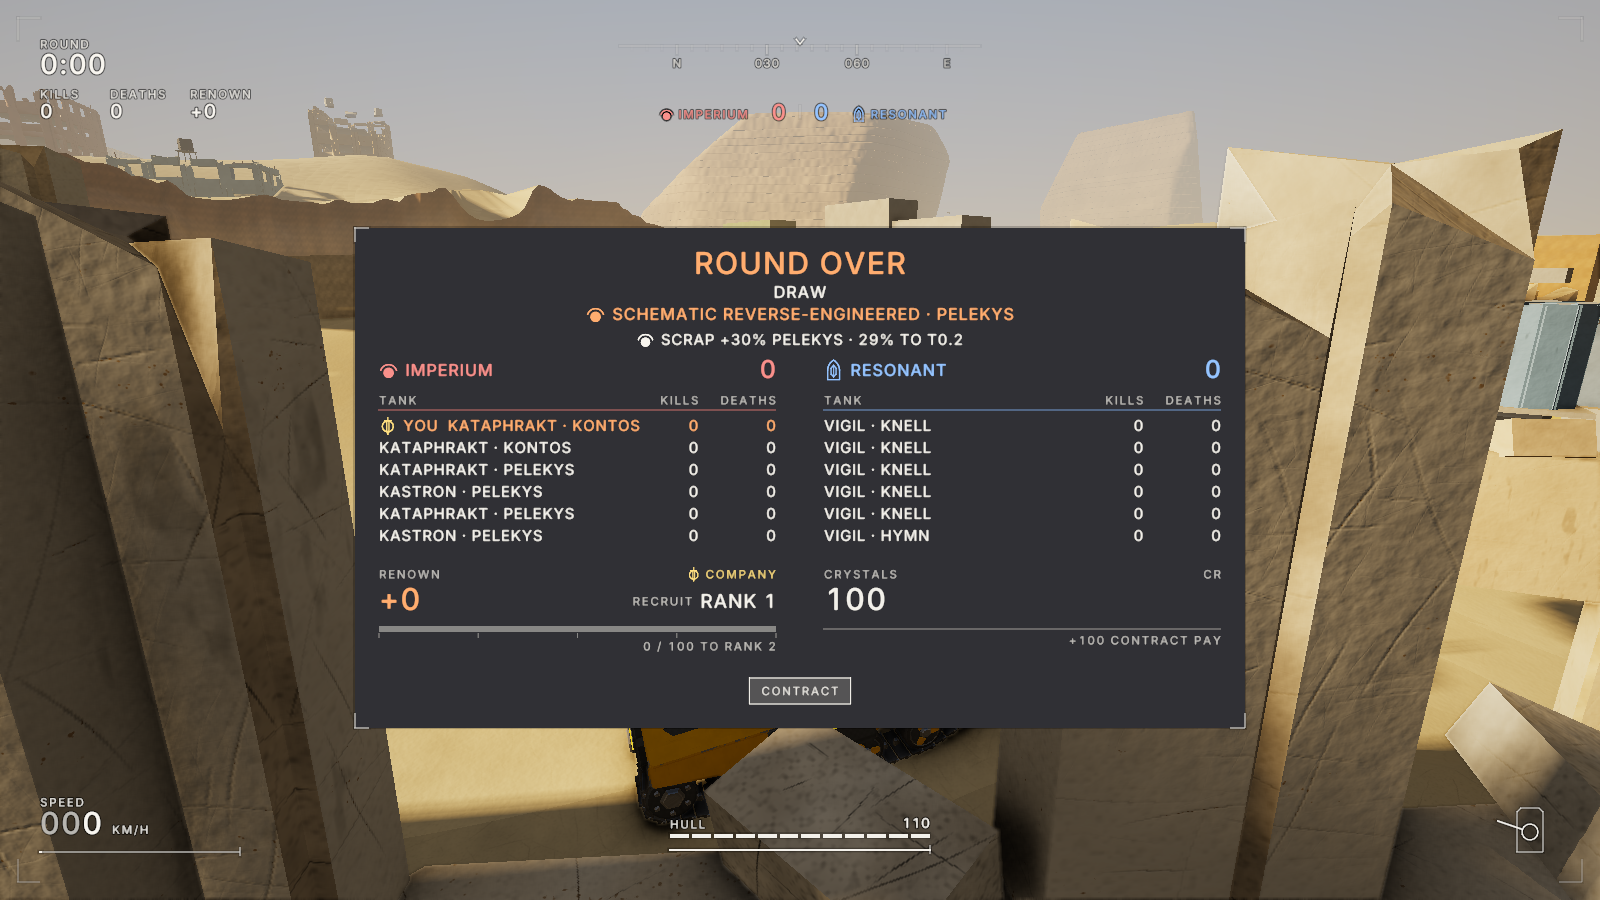 ROUND
0:00
KILLS DEATHS RENOWN
0 0 +0
N 030 060 E
IMPERIUM 0 0 RESONANT
ROUND OVER
DRAW
SCHEMATIC REVERSE-ENGINEERED · PELEKYS
SCRAP +30% PELEKYS · 29% TO T0.2
IMPERIUM 0
TANK KILLS DEATHS
YOU KATAPHRAKT · KONTOS 0 0
KATAPHRAKT · KONTOS 0 0
KATAPHRAKT · PELEKYS 0 0
KASTRON · PELEKYS 0 0
KATAPHRAKT · PELEKYS 0 0
KASTRON · PELEKYS 0 0
RESONANT 0
TANK KILLS DEATHS
VIGIL · KNELL 0 0
VIGIL · KNELL 0 0
VIGIL · KNELL 0 0
VIGIL · KNELL 0 0
VIGIL · KNELL 0 0
VIGIL · HYMN 0 0
RENOWN COMPANY
+0 RECRUIT RANK 1
0 / 100 TO RANK 2
CRYSTALS CR
100
+100 CONTRACT PAY
CONTRACT
SPEED
000 KM/H
HULL 110